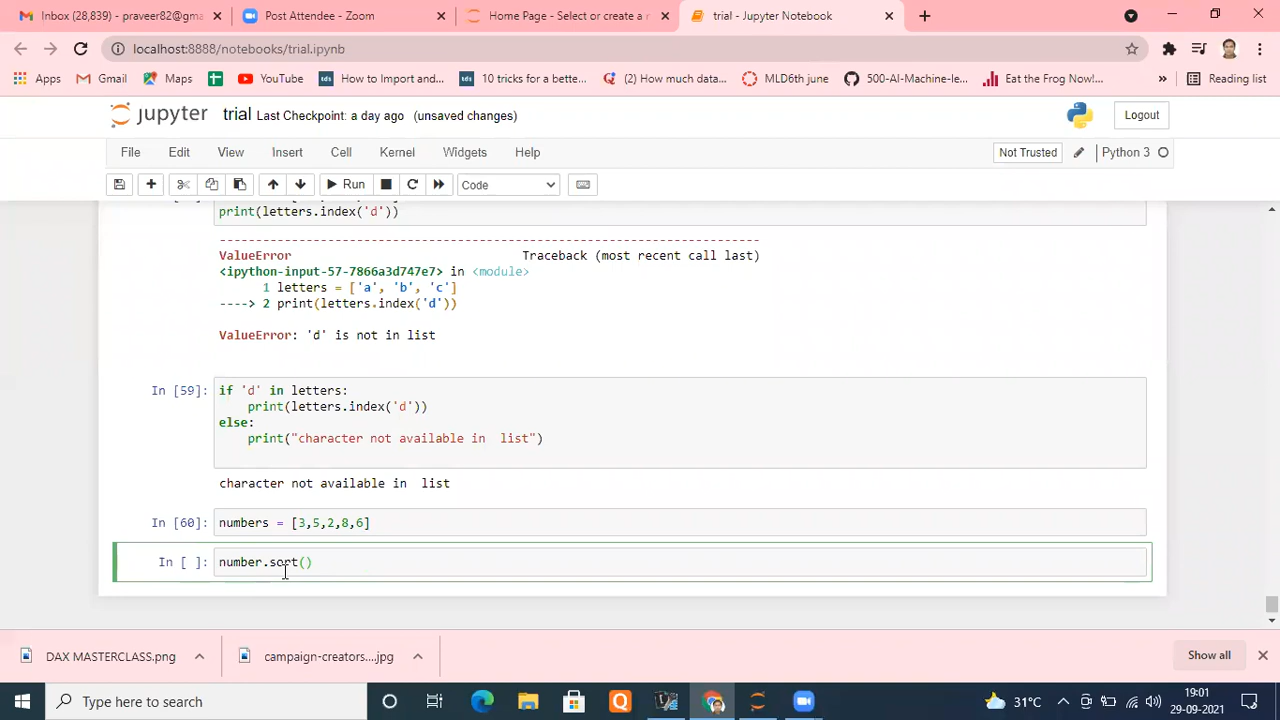 Inbox (28,839) - praveer82@gma
Post Attendee - Zoom
Home Page - Select or create a n
trial - Jupyter Notebook
localhost:8888/notebooks/trial.ipynb
Apps
Gmail
Maps
YouTube
tds How to Import and...
tds 10 tricks for a bette...
(2) How much data...
MLD6th june
500-AI-Machine-le...
Eat the Frog Now!...
»
Reading list
jupyter trial Last Checkpoint: a day ago (unsaved changes)
Logout
File Edit View Insert Cell Kernel Widgets Help
Not Trusted
Python 3
Run
Code
print(letters.index('d'))
---------------------------------------------------------------------------
ValueError                                Traceback (most recent call last)
<ipython-input-57-7866a3d747e7> in <module>
      1 letters = ['a', 'b', 'c']
----> 2 print(letters.index('d'))
ValueError: 'd' is not in list
In [59]: if 'd' in letters:
    print(letters.index('d'))
else:
    print("character not available in  list")
character not available in  list
In [60]: numbers = [3,5,2,8,6]
In [ ]: number.sort()
DAX MASTERCLASS.png
campaign-creators....jpg
Show all
Type here to search
31°C
19:01
29-09-2021